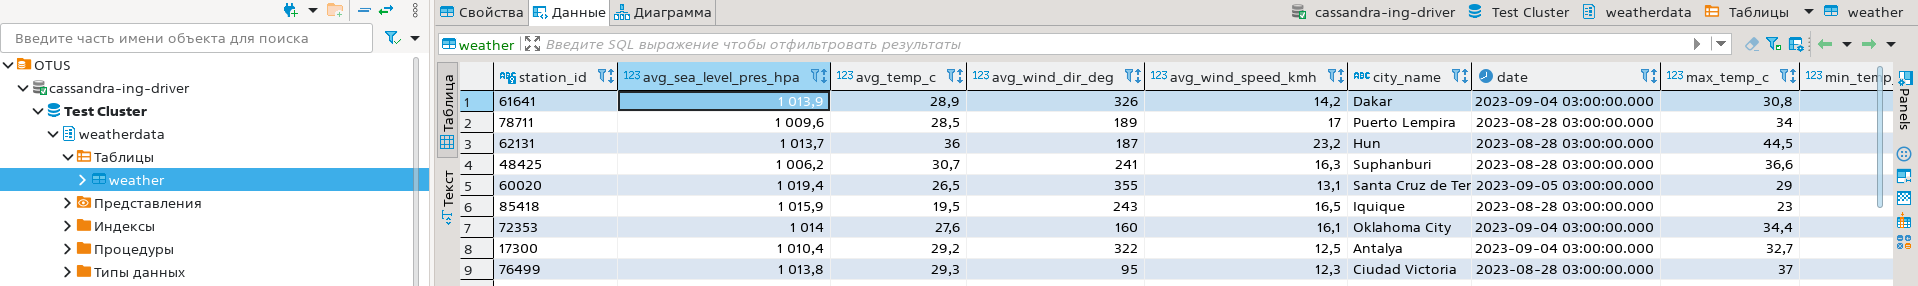 Свойства Данные Диаграмма cassandra-ing-driver Test Cluster weatherdata Таблицы weather
Введите часть имени объекта для поиска
weather Введите SQL выражение чтобы отфильтровать результаты
OTUS
cassandra-ing-driver
Test Cluster
weatherdata
Таблицы
weather
Представления
Индексы
Процедуры
Типы данных
Таблица
Текст
ABC station_id 123 avg_sea_level_pres_hpa 123 avg_temp_c 123 avg_wind_dir_deg 123 avg_wind_speed_kmh ABC city_name date 123 max_temp_c 123 min_temp_
1 61641 1 013,9 28,9 326 14,2 Dakar 2023-09-04 03:00:00.000 30,8
2 78711 1 009,6 28,5 189 17 Puerto Lempira 2023-08-28 03:00:00.000 34
3 62131 1 013,7 36 187 23,2 Hun 2023-08-28 03:00:00.000 44,5
4 48425 1 006,2 30,7 241 16,3 Suphanburi 2023-08-28 03:00:00.000 36,6
5 60020 1 019,4 26,5 355 13,1 Santa Cruz de Ter 2023-09-05 03:00:00.000 29
6 85418 1 015,9 19,5 243 16,5 Iquique 2023-08-28 03:00:00.000 23
7 72353 1 014 27,6 160 16,1 Oklahoma City 2023-09-04 03:00:00.000 34,4
8 17300 1 010,4 29,2 322 12,5 Antalya 2023-09-04 03:00:00.000 32,7
9 76499 1 013,8 29,3 95 12,3 Ciudad Victoria 2023-08-28 03:00:00.000 37
Panels